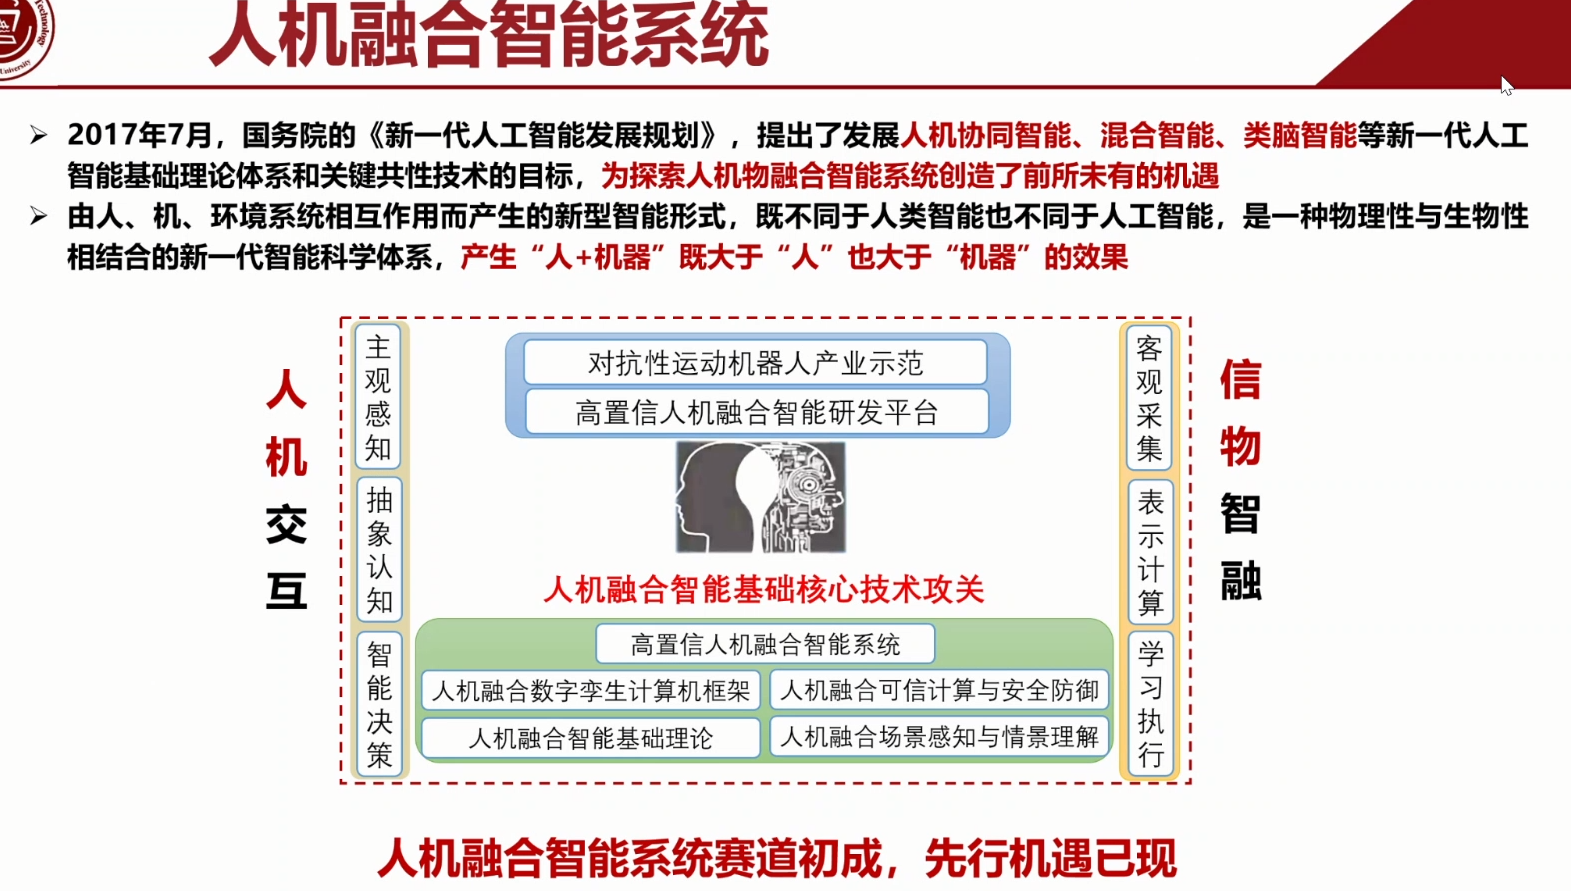 Technology
University
人机融合智能系统
➢ 2017年7月，国务院的《新一代人工智能发展规划》，提出了发展人机协同智能、混合智能、类脑智能等新一代人工
智能基础理论体系和关键共性技术的目标，为探索人机物融合智能系统创造了前所未有的机遇
➢ 由人、机、环境系统相互作用而产生的新型智能形式，既不同于人类智能也不同于人工智能，是一种物理性与生物性
相结合的新一代智能科学体系，产生“人+机器”既大于“人”也大于“机器”的效果
人机交互
主观感知
抽象认知
智能决策
对抗性运动机器人产业示范
高置信人机融合智能研发平台
人机融合智能基础核心技术攻关
高置信人机融合智能系统
人机融合数字孪生计算机框架
人机融合可信计算与安全防御
人机融合智能基础理论
人机融合场景感知与情景理解
客观采集
表示计算
学习执行
信物智融
人机融合智能系统赛道初成，先行机遇已现